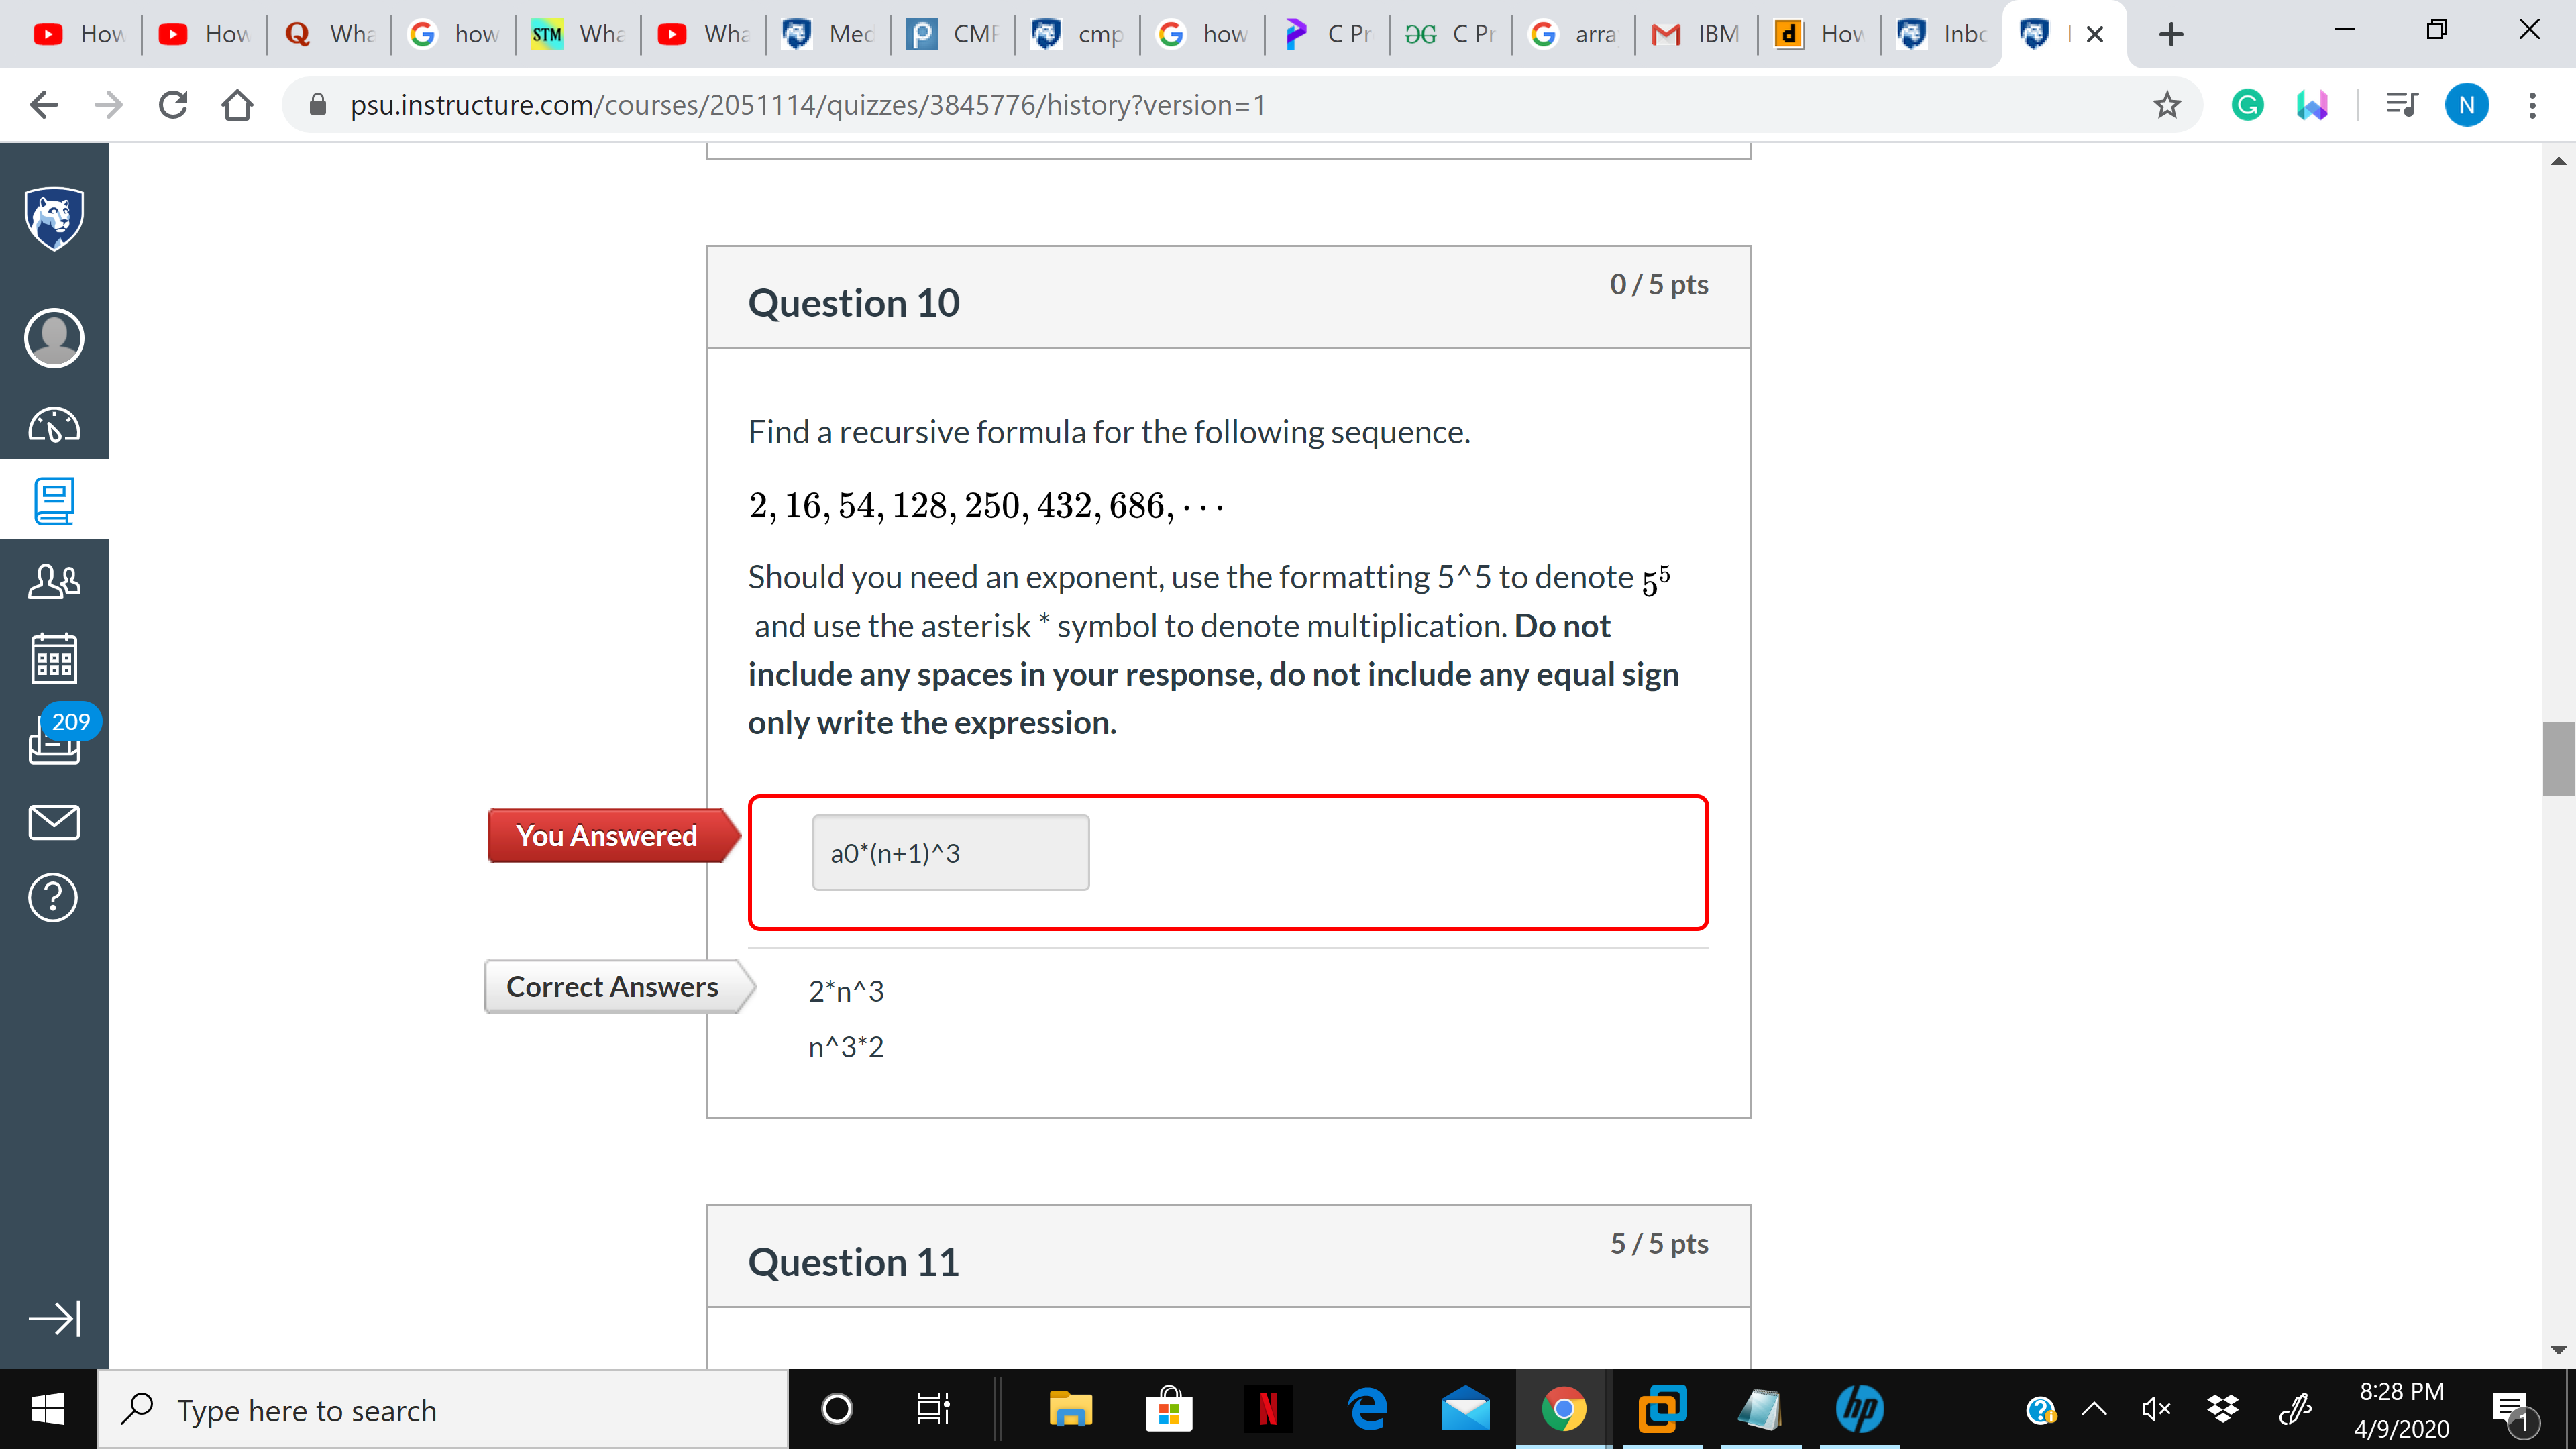 How
How
Wha
how
STM Wha
Wha
Med
CMF
cmp
how
C Pr
C Pr
arra
IBM
How
Inbo
psu.instructure.com/courses/2051114/quizzes/3845776/history?version=1
N
Question 10
0 / 5 pts
Find a recursive formula for the following sequence.
2, 16, 54, 128, 250, 432, 686, ⋯
Should you need an exponent, use the formatting 5^5 to denote 5⁵
and use the asterisk * symbol to denote multiplication. Do not
include any spaces in your response, do not include any equal sign
only write the expression.
209
You Answered
a0*(n+1)^3
Correct Answers
2*n^3
n^3*2
Question 11
5 / 5 pts
Type here to search
N
hp
8:28 PM
4/9/2020
1